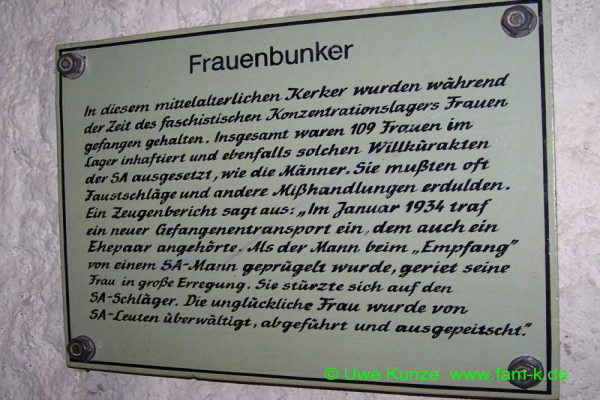 Frauenbunker
In diesem mittelalterlichen Kerker wurden während
der Zeit des faschistischen Konzentrationslagers Frauen
gefangen gehalten. Insgesamt waren 109 Frauen im
Lager inhaftiert und ebenfalls solchen Willkürakten
der SA ausgesetzt, wie die Männer. Sie mußten oft
Faustschläge und andere Mißhandlungen erdulden.
Ein Zeugenbericht sagt aus: „Im Januar 1934 traf
ein neuer Gefangenentransport ein, dem auch ein
Ehepaar angehörte. Als der Mann beim „Empfang"
von einem SA-Mann geprügelt wurde, geriet seine
Frau in große Erregung. Sie stürzte sich auf den
SA-Schläger. Die unglückliche Frau wurde von
SA-Leuten überwältigt, abgeführt und ausgepeitscht."
© Uwe Kunze www.fam-k.de